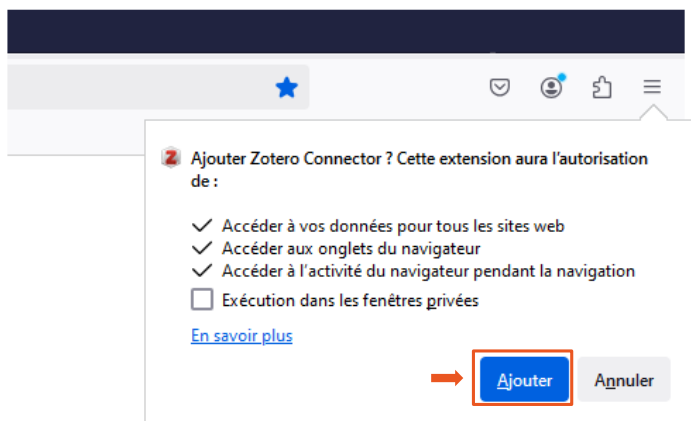 Z Ajouter Zotero Connector ? Cette extension aura l'autorisation
de :
Accéder à vos données pour tous les sites web
Accéder aux onglets du navigateur
Accéder à l'activité du navigateur pendant la navigation
Exécution dans les fenêtres privées
En savoir plus
Ajouter Annuler